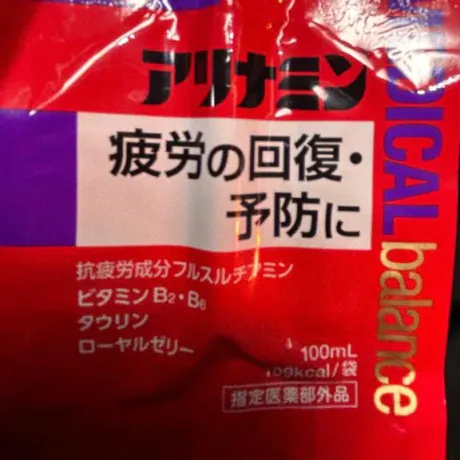 アリナミン
疲労の回復・
予防に
抗疲労成分フルスルチアミン
ビタミンB₂・B₆
タウリン
ローヤルゼリー
100mL
109kcal/袋
指定医薬部外品
balance